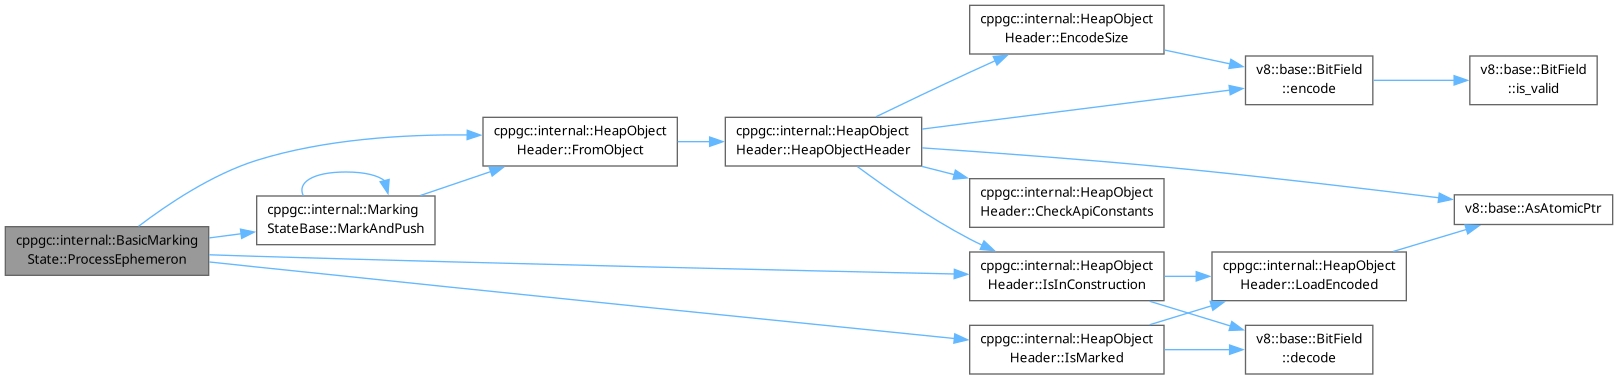 cppgc::internal::BasicMarking
State::ProcessEphemeron
cppgc::internal::Marking
StateBase::MarkAndPush
cppgc::internal::HeapObject
Header::FromObject
cppgc::internal::HeapObject
Header::HeapObjectHeader
cppgc::internal::HeapObject
Header::EncodeSize
v8::base::BitField
::encode
v8::base::BitField
::is_valid
cppgc::internal::HeapObject
Header::CheckApiConstants
v8::base::AsAtomicPtr
cppgc::internal::HeapObject
Header::IsInConstruction
cppgc::internal::HeapObject
Header::LoadEncoded
cppgc::internal::HeapObject
Header::IsMarked
v8::base::BitField
::decode